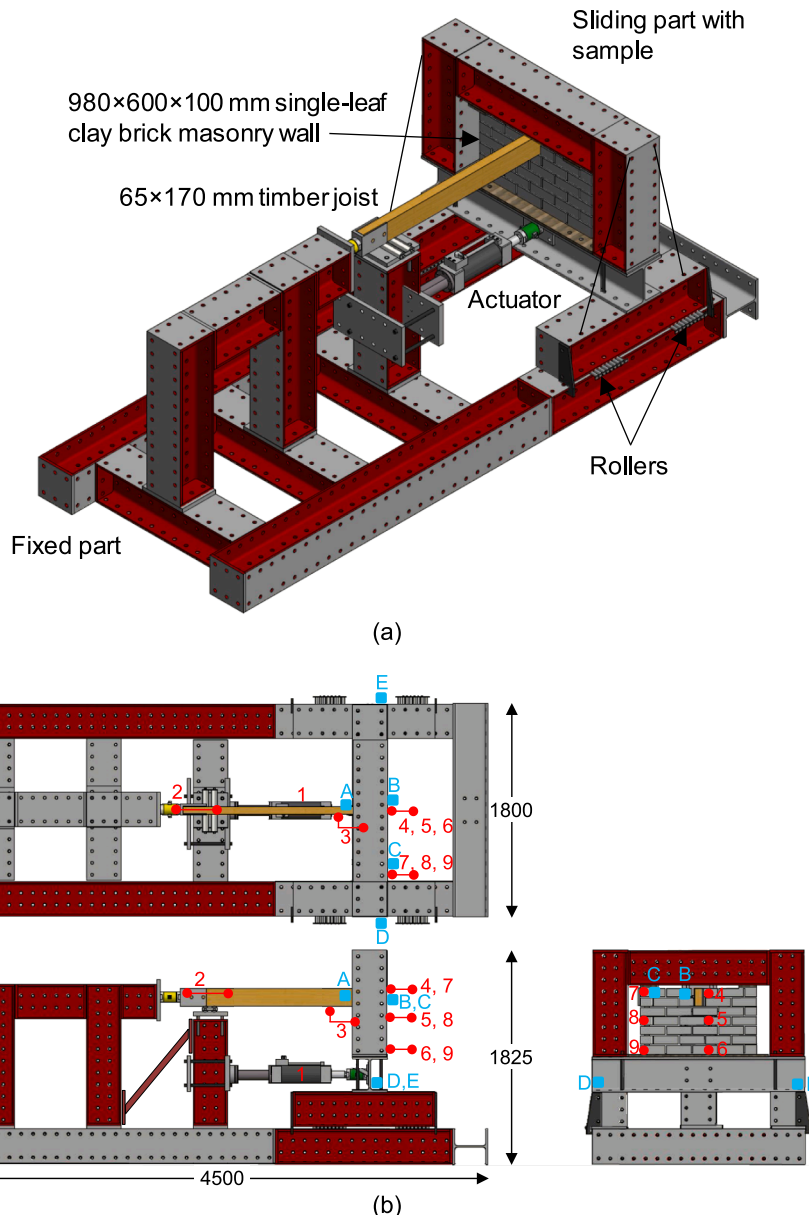 Sliding part with
sample
980×600×100 mm single-leaf
clay brick masonry wall
65×170 mm timber joist
Actuator
Rollers
Fixed part
(a)
E
2
1
A
B
3
4, 5, 6
C
7, 8, 9
D
1800
2
A
4, 7
B,C
3
5, 8
6, 9
1
D,E
1825
7
C
B
4
8
5
9
6
D
4500
(b)